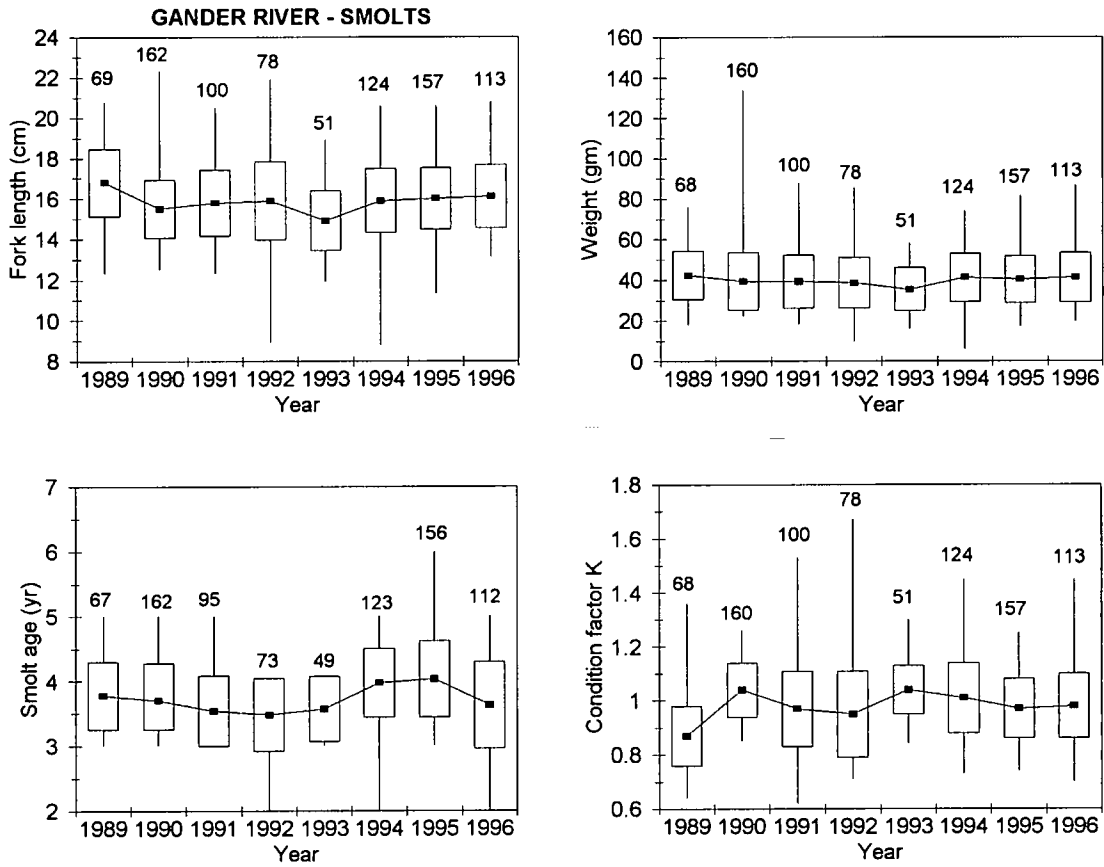 GANDER RIVER - SMOLTS
24
22
20
18
16
14
12
10
8
Fork length (cm)
69 162 100 78 51 124 157 113
1989 1990 1991 1992 1993 1994 1995 1996
Year
160
140
120
100
80
60
40
20
0
Weight (gm)
68 160 100 78 51 124 157 113
1989 1990 1991 1992 1993 1994 1995 1996
Year
7
6
5
4
3
2
Smolt age (yr)
67 162 95 73 49 123 156 112
1989 1990 1991 1992 1993 1994 1995 1996
Year
1.8
1.6
1.4
1.2
1
0.8
0.6
Condition factor K
68 160 100 78 51 124 157 113
1989 1990 1991 1992 1993 1994 1995 1996
Year